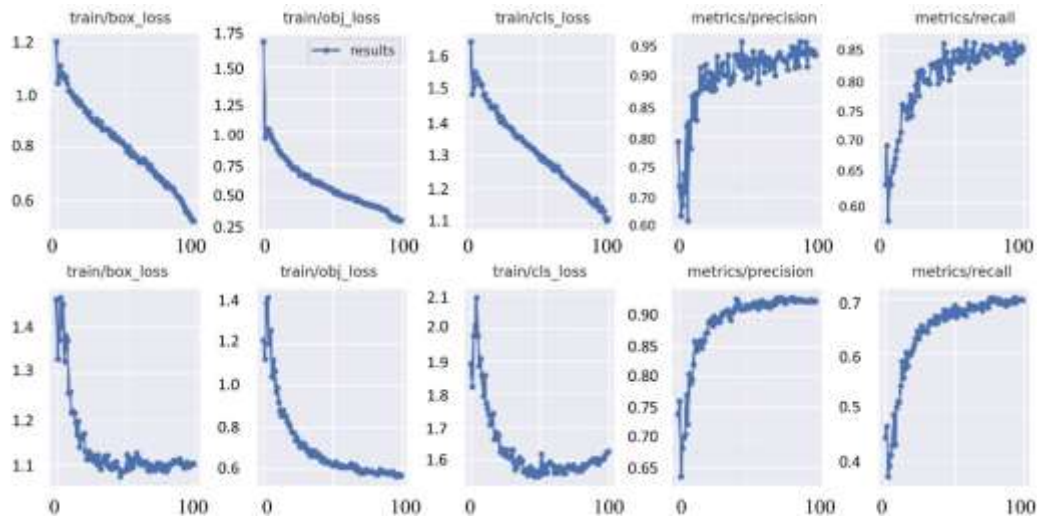 train/box_loss train/obj_loss train/cls_loss metrics/precision metrics/recall
1.2 1.0 0.8 0.6
1.75 1.50 1.25 1.00 0.75 0.50 0.25
results
1.6 1.5 1.4 1.3 1.2 1.1
0.95 0.90 0.85 0.80 0.75 0.70 0.60
0.85 0.80 0.75 0.70 0.65 0.60
0 100 0 100 0 100 0 100 0 100
train/box_loss train/obj_loss train/cls_loss metrics/precision metrics/recall
1.4 1.3 1.2 1.1
1.4 1.2 1.0 0.8 0.6
2.1 2.0 1.9 1.8 1.7 1.6
0.90 0.85 0.80 0.75 0.70 0.65
0.7 0.6 0.5 0.4
0 100 0 100 0 100 0 100 0 100